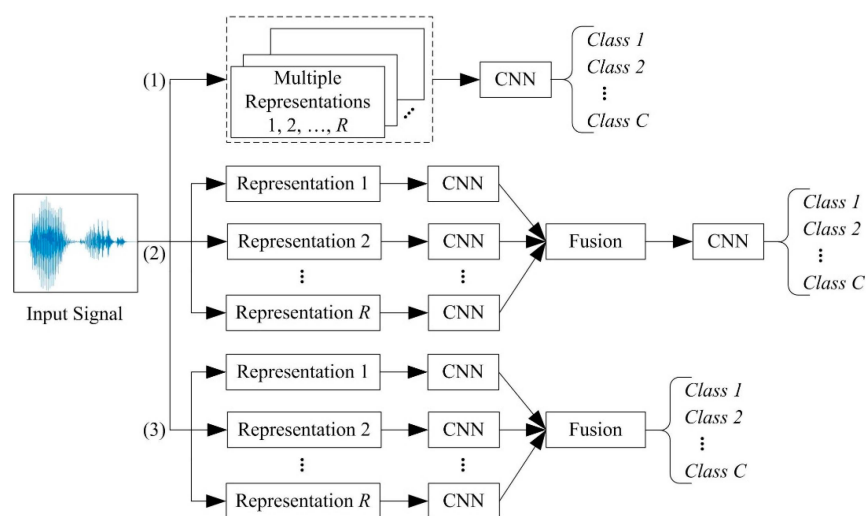 (1)
Multiple
Representations
1, 2, ..., R
CNN
Class 1
Class 2
Class C
Input Signal
(2)
Representation 1
CNN
Representation 2
CNN
Representation R
CNN
Fusion
CNN
Class 1
Class 2
Class C
(3)
Representation 1
CNN
Representation 2
CNN
Representation R
CNN
Fusion
Class 1
Class 2
Class C